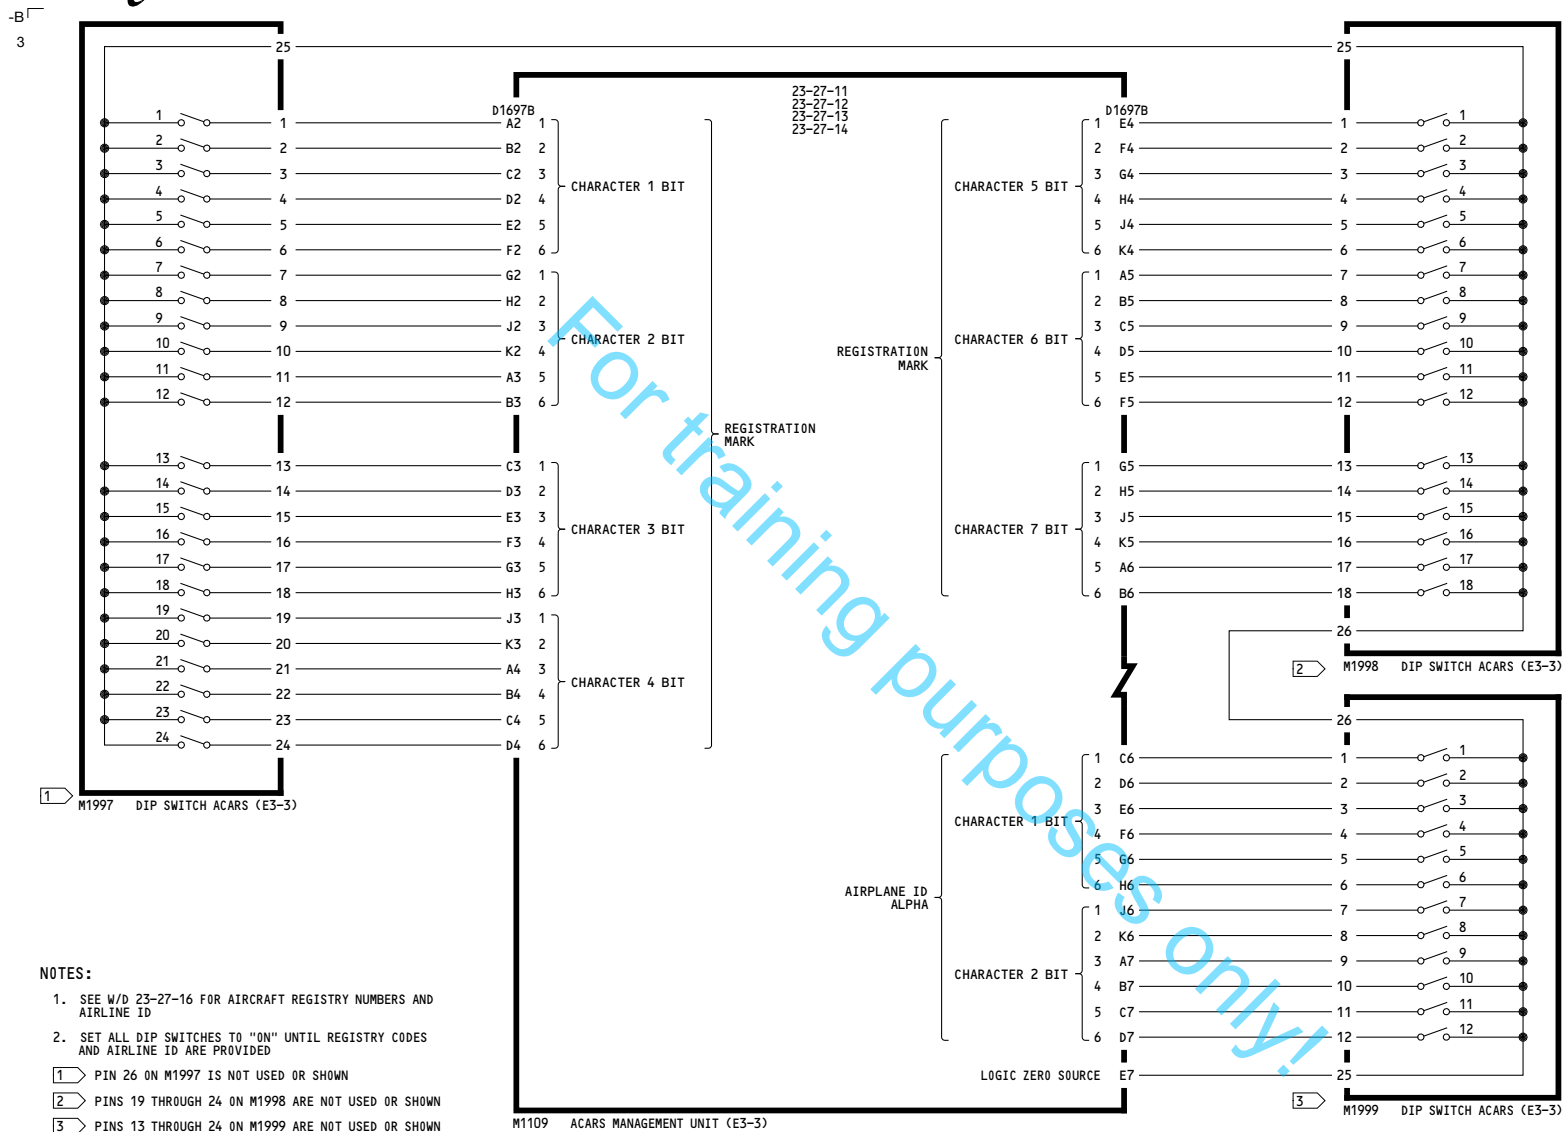 -B
3
25 25
23-27-11
23-27-12
23-27-13
23-27-14
D1697B D1697B
1 1 A2 1 1 E4 1 1
2 2 B2 2 2 F4 2 2
3 3 C2 3 3 G4 3 3
CHARACTER 1 BIT CHARACTER 5 BIT
4 4 D2 4 4 H4 4 4
5 5 E2 5 5 J4 5 5
6 6 F2 6 6 K4 6 6
7 7 G2 1 1 A5 7 7
8 8 H2 2 2 B5 8 8
9 9 J2 3 3 C5 9 9
CHARACTER 2 BIT CHARACTER 6 BIT
10 10 K2 4 4 D5 10 10
REGISTRATION
MARK
11 11 A3 5 5 E5 11 11
12 12 B3 6 6 F5 12 12
REGISTRATION
MARK
13 13 C3 1 1 G5 13 13
14 14 D3 2 2 H5 14 14
15 15 E3 3 3 J5 15 15
CHARACTER 3 BIT CHARACTER 7 BIT
16 16 F3 4 4 K5 16 16
17 17 G3 5 5 A6 17 17
18 18 H3 6 6 B6 18 18
19 19 J3 1
26
20 20 K3 2
21 21 A4 3
2 M1998 DIP SWITCH ACARS (E3-3)
CHARACTER 4 BIT
22 22 B4 4
23 23 C4 5
26
24 24 D4 6
1 C6 1 1
2 D6 2 2
1 M1997 DIP SWITCH ACARS (E3-3)
3 E6 3 3
CHARACTER 1 BIT
4 F6 4 4
5 G6 5 5
6 H6 6 6
AIRPLANE ID
ALPHA
1 J6 7 7
2 K6 8 8
3 A7 9 9
CHARACTER 2 BIT
4 B7 10 10
5 C7 11 11
6 D7 12 12
LOGIC ZERO SOURCE E7 25
3 M1999 DIP SWITCH ACARS (E3-3)
M1109 ACARS MANAGEMENT UNIT (E3-3)
NOTES:
1. SEE W/D 23-27-16 FOR AIRCRAFT REGISTRY NUMBERS AND
AIRLINE ID
2. SET ALL DIP SWITCHES TO "ON" UNTIL REGISTRY CODES
AND AIRLINE ID ARE PROVIDED
1 PIN 26 ON M1997 IS NOT USED OR SHOWN
2 PINS 19 THROUGH 24 ON M1998 ARE NOT USED OR SHOWN
3 PINS 13 THROUGH 24 ON M1999 ARE NOT USED OR SHOWN
For training purposes only!